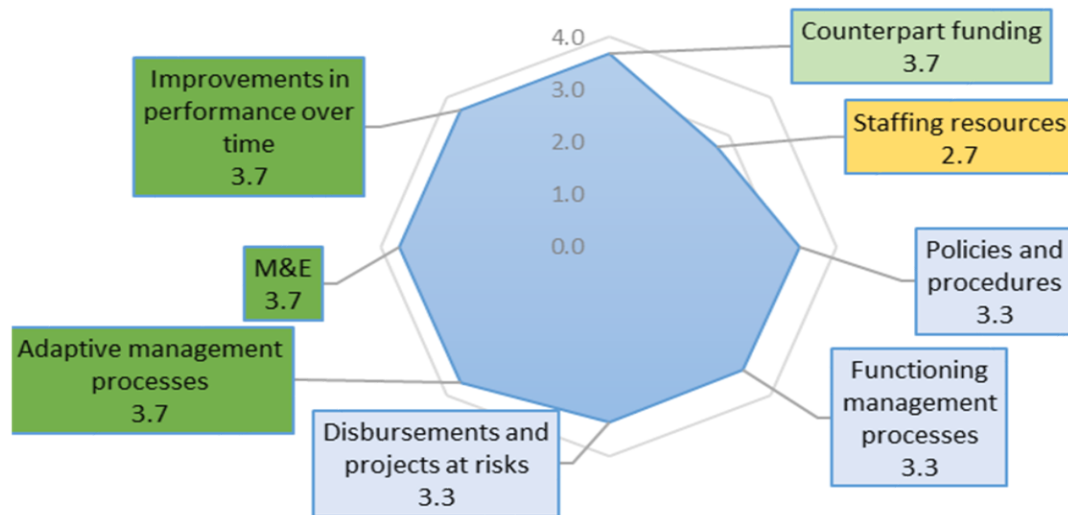 4.0
3.0
2.0
1.0
0.0
Counterpart funding
3.7
Staffing resources
2.7
Policies and
procedures
3.3
Functioning
management
processes
3.3
Disbursements and
projects at risks
3.3
Adaptive management
processes
3.7
M&E
3.7
Improvements in
performance over
time
3.7